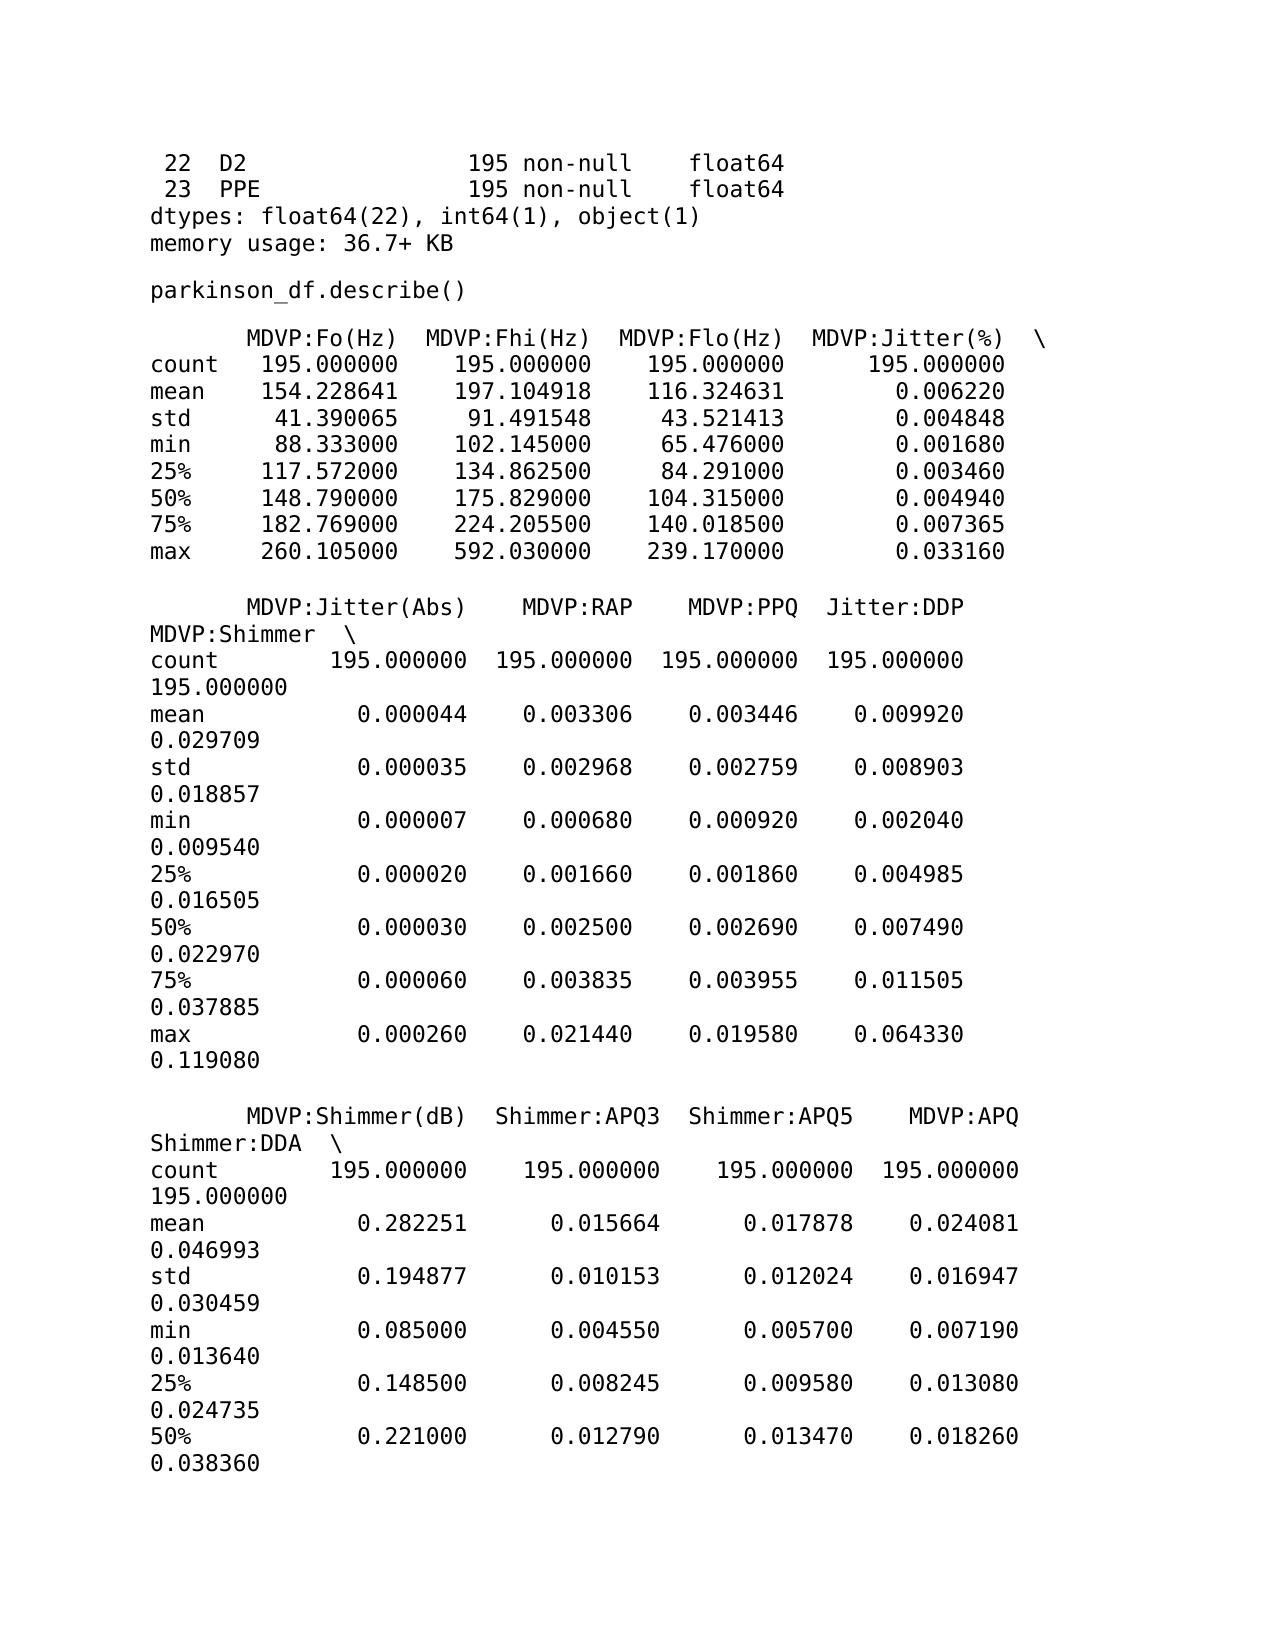 22  D2                195 non-null    float64
 23  PPE               195 non-null    float64
dtypes: float64(22), int64(1), object(1)
memory usage: 36.7+ KB
parkinson_df.describe()
       MDVP:Fo(Hz)  MDVP:Fhi(Hz)  MDVP:Flo(Hz)  MDVP:Jitter(%)  \
count   195.000000    195.000000    195.000000      195.000000
mean    154.228641    197.104918    116.324631        0.006220
std      41.390065     91.491548     43.521413        0.004848
min      88.333000    102.145000     65.476000        0.001680
25%     117.572000    134.862500     84.291000        0.003460
50%     148.790000    175.829000    104.315000        0.004940
75%     182.769000    224.205500    140.018500        0.007365
max     260.105000    592.030000    239.170000        0.033160
       MDVP:Jitter(Abs)    MDVP:RAP    MDVP:PPQ  Jitter:DDP
MDVP:Shimmer  \
count        195.000000  195.000000  195.000000  195.000000
195.000000
mean           0.000044    0.003306    0.003446    0.009920
0.029709
std            0.000035    0.002968    0.002759    0.008903
0.018857
min            0.000007    0.000680    0.000920    0.002040
0.009540
25%            0.000020    0.001660    0.001860    0.004985
0.016505
50%            0.000030    0.002500    0.002690    0.007490
0.022970
75%            0.000060    0.003835    0.003955    0.011505
0.037885
max            0.000260    0.021440    0.019580    0.064330
0.119080
       MDVP:Shimmer(dB)  Shimmer:APQ3  Shimmer:APQ5    MDVP:APQ
Shimmer:DDA  \
count        195.000000    195.000000    195.000000  195.000000
195.000000
mean           0.282251      0.015664      0.017878    0.024081
0.046993
std            0.194877      0.010153      0.012024    0.016947
0.030459
min            0.085000      0.004550      0.005700    0.007190
0.013640
25%            0.148500      0.008245      0.009580    0.013080
0.024735
50%            0.221000      0.012790      0.013470    0.018260
0.038360